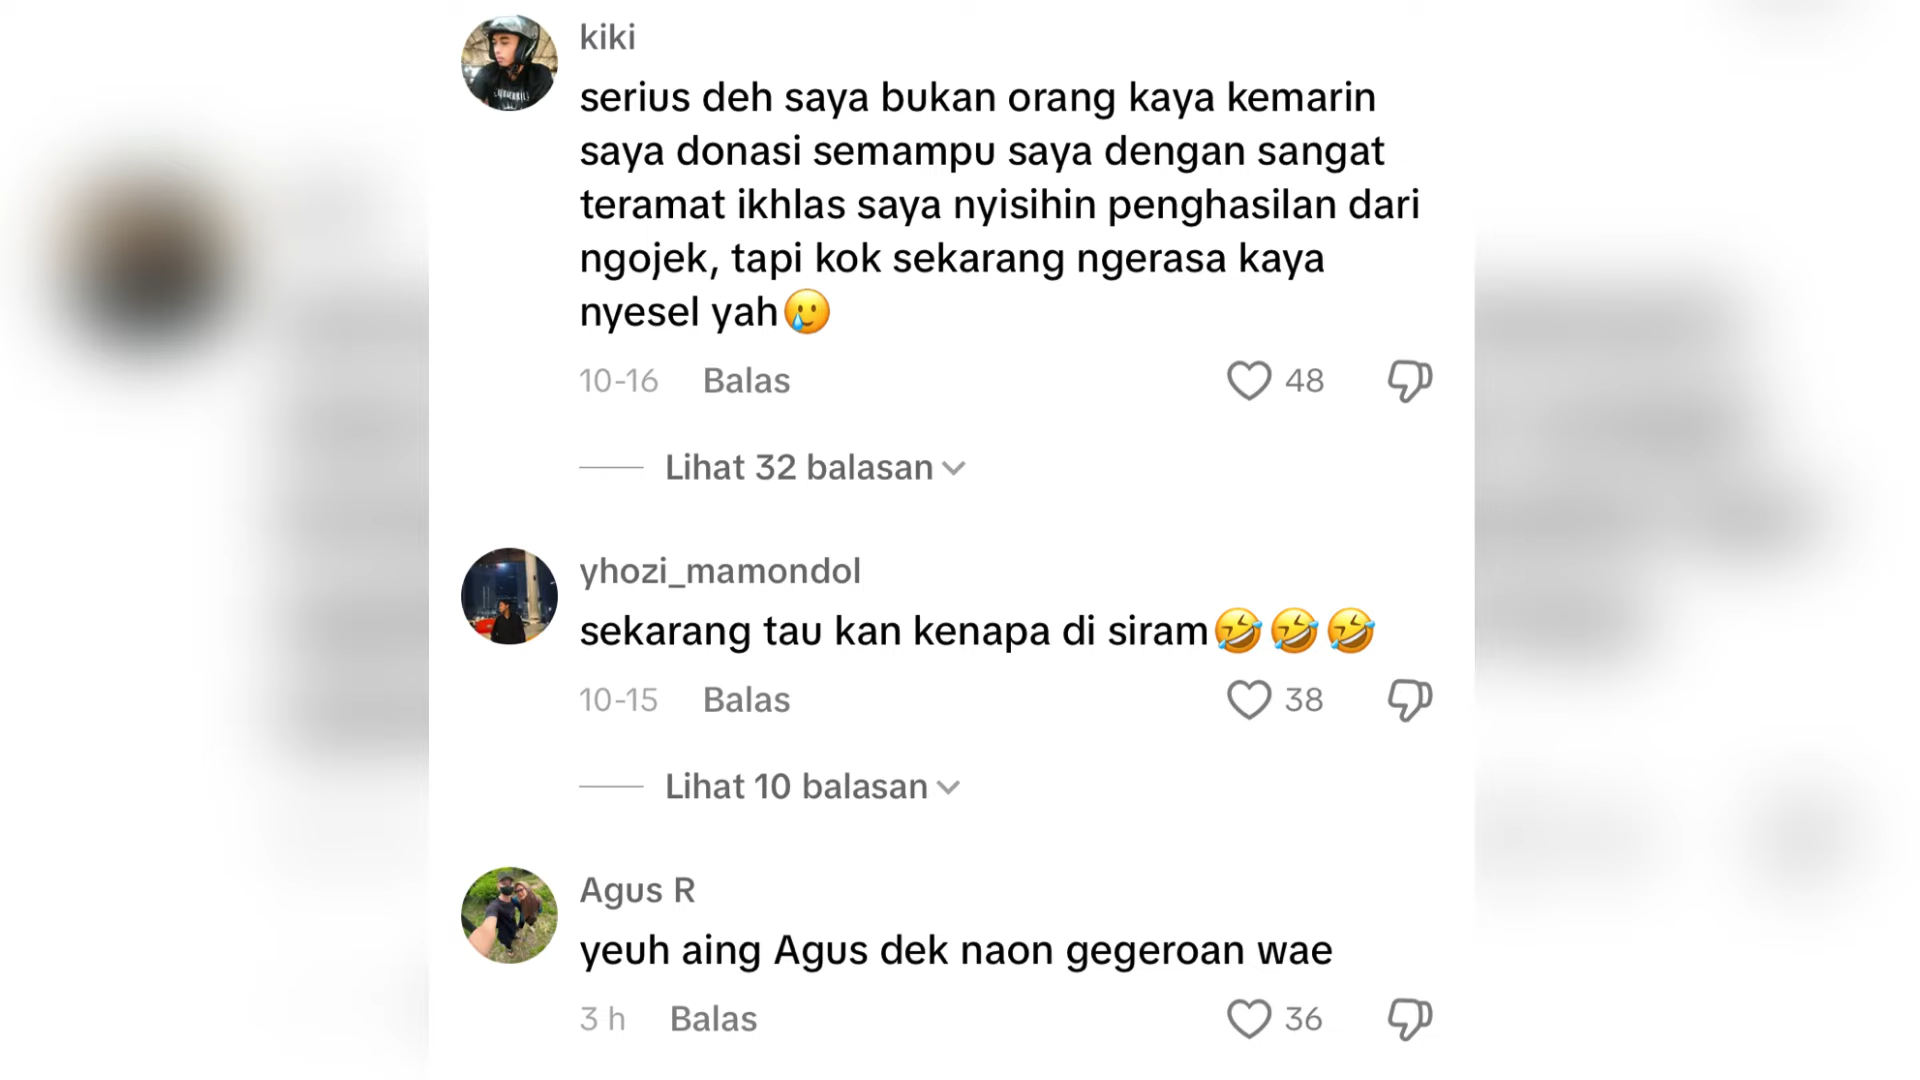 kiki
serius deh saya bukan orang kaya kemarin
saya donasi semampu saya dengan sangat
teramat ikhlas saya nyisihin penghasilan dari
ngojek, tapi kok sekarang ngerasa kaya
nyesel yah🥲
10-16 Balas 48
Lihat 32 balasan
yhozi_mamondol
sekarang tau kan kenapa di siram🤣🤣🤣
10-15 Balas 38
Lihat 10 balasan
Agus R
yeuh aing Agus dek naon gegeroan wae
3 h Balas 36